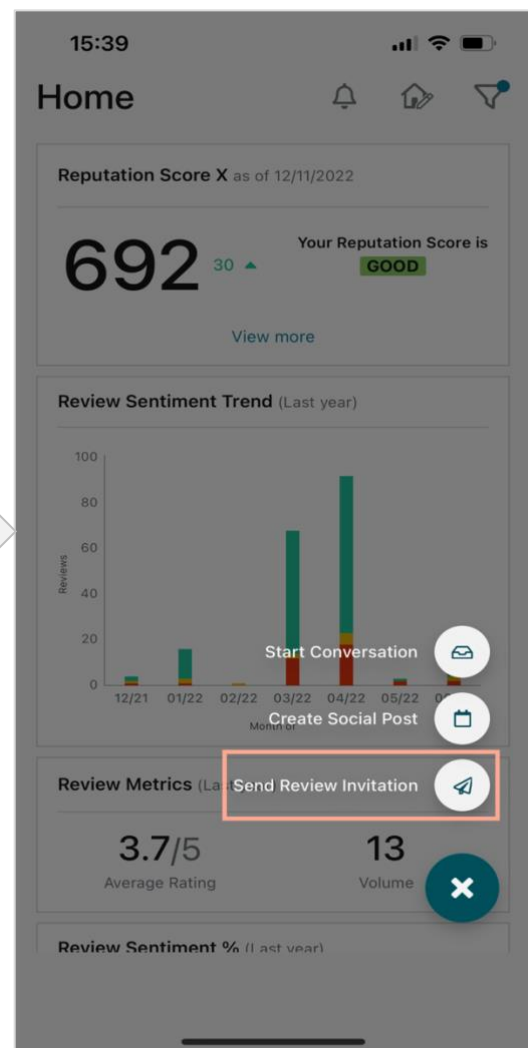 15:39
Home
Reputation Score X as of 12/11/2022
692 30
Your Reputation Score is
GOOD
View more
Review Sentiment Trend (Last year)
100
80
60
40
20
0
Reviews
12/21 01/22 02/22 03/22 04/22 05/22
Month of
Start Conversation
Create Social Post
Send Review Invitation
Review Metrics
3.7/5
Average Rating
13
Volume
Review Sentiment % (Last year)